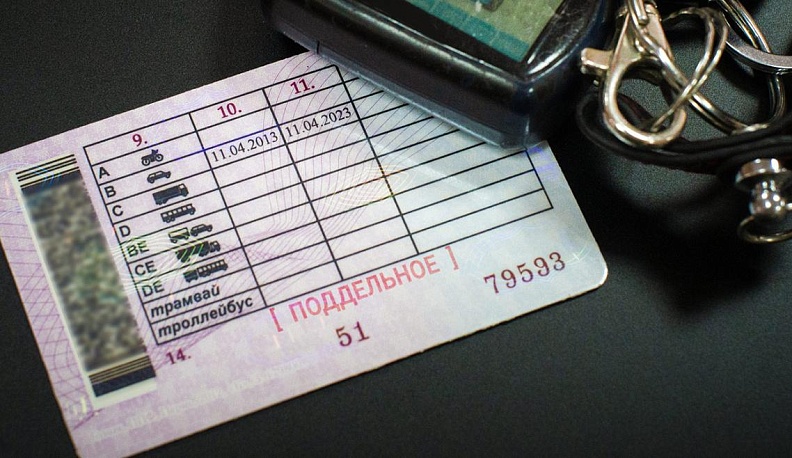 9. 10. 11.
A
B 11.04.2013 11.04.2023
C
D
BE
CE
DE
трамвай
троллейбус
[ ПОДДЕЛЬНОЕ ]
14. 51 79593